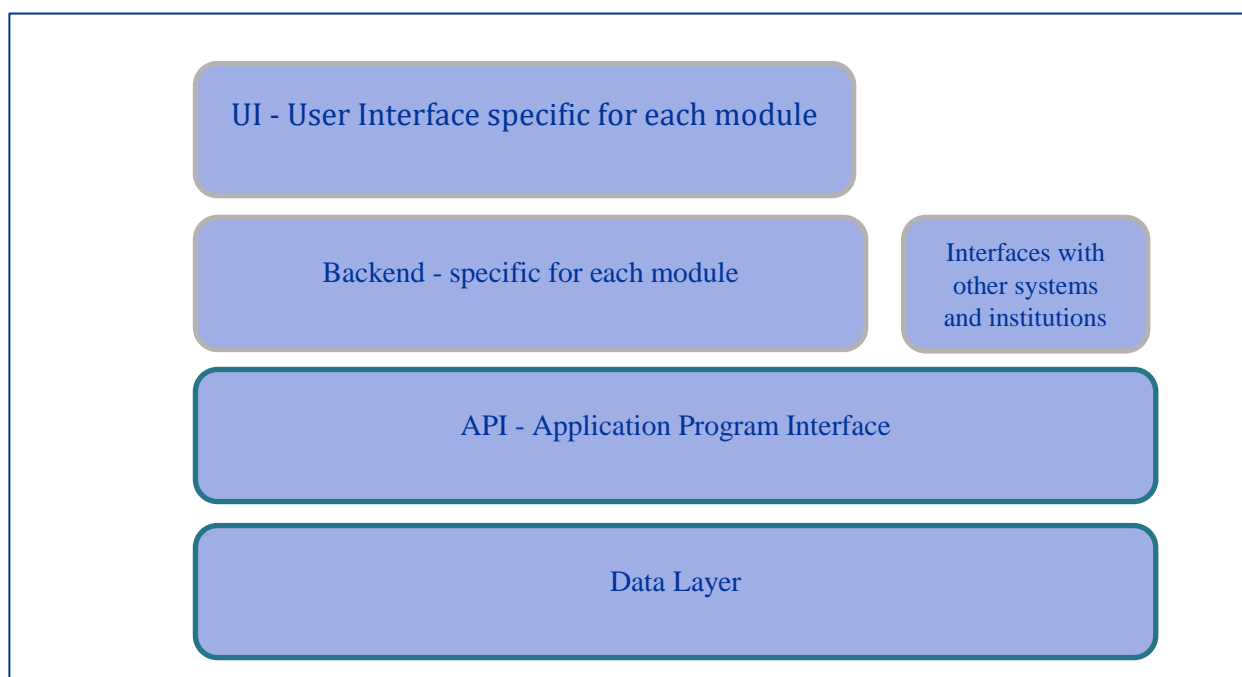 UI - User Interface specific for each module
Backend - specific for each module
Interfaces with
other systems
and institutions
API - Application Program Interface
Data Layer